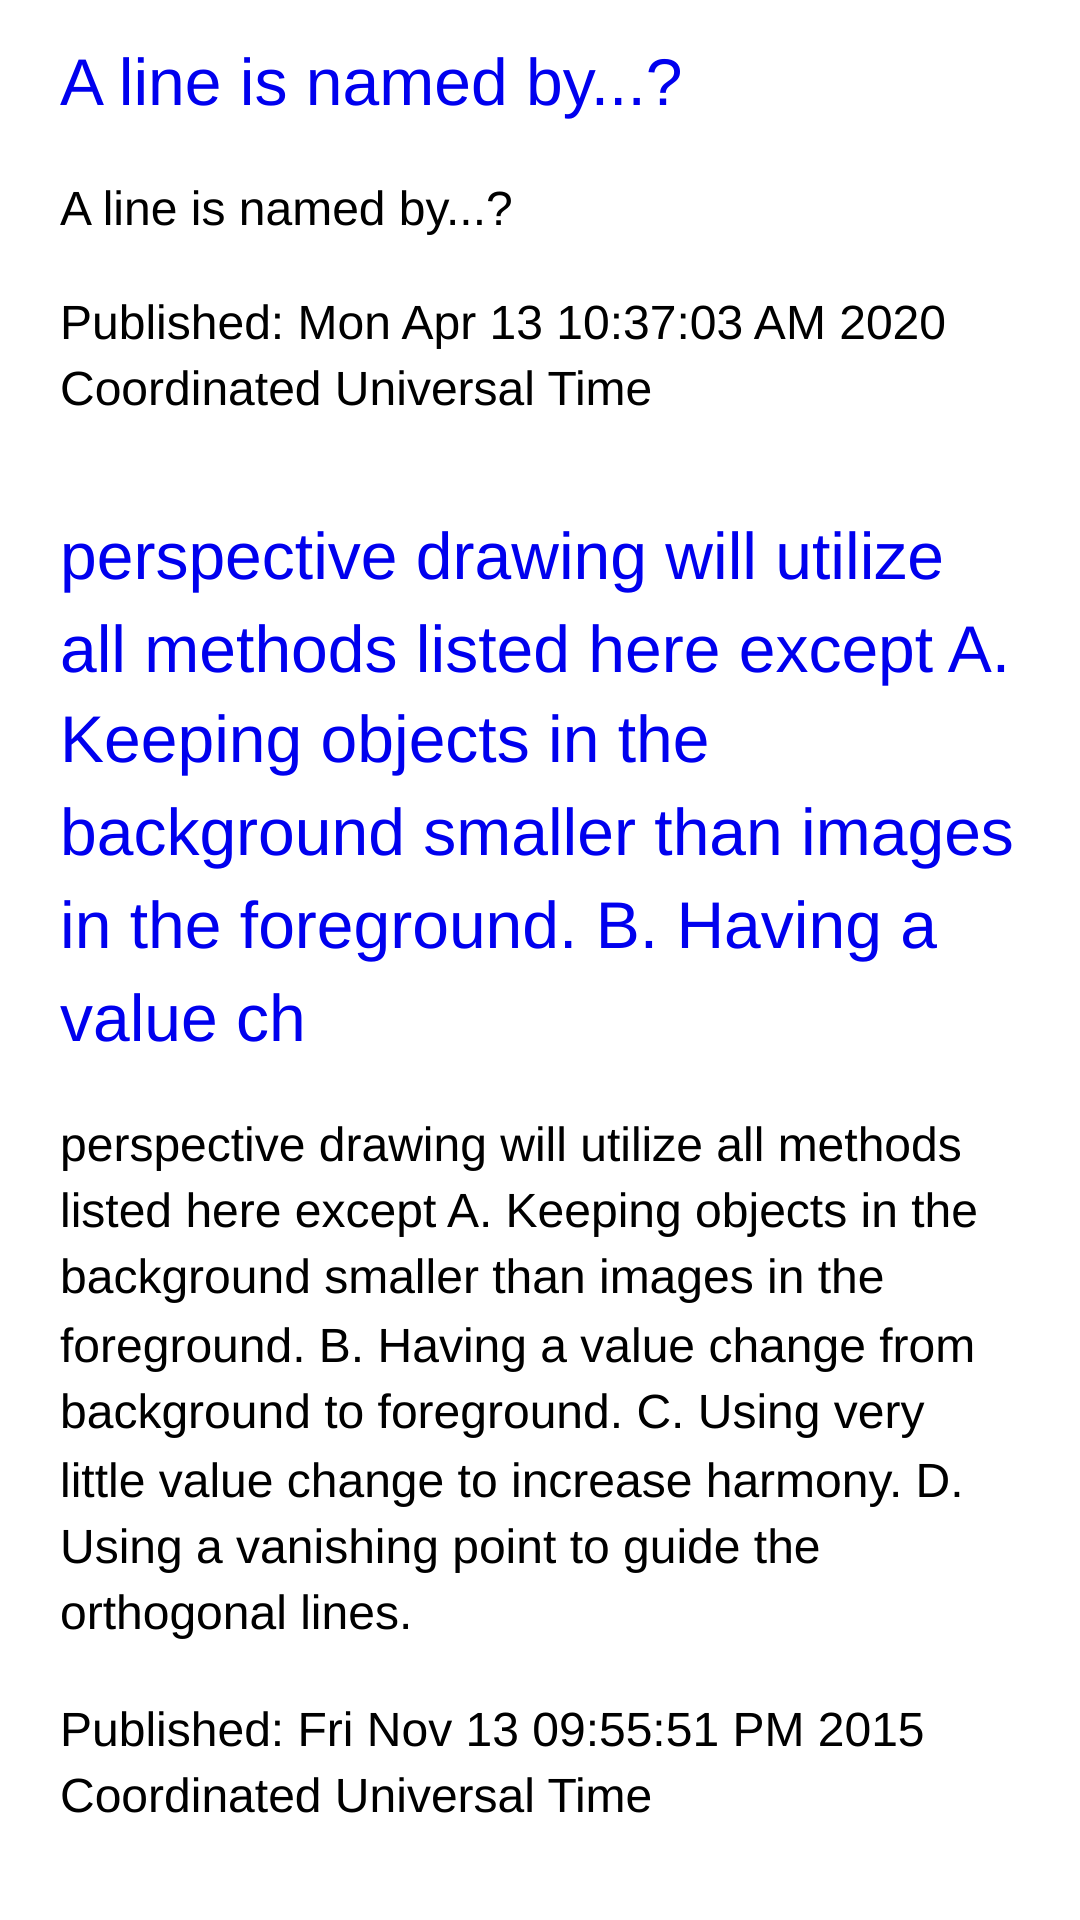 A line is named by...?
A line is named by...?
Published: Mon Apr 13 10:37:03 AM 2020
Coordinated Universal Time
perspective drawing will utilize
all methods listed here except A.
Keeping objects in the
background smaller than images
in the foreground. B. Having a
value ch
perspective drawing will utilize all methods
listed here except A. Keeping objects in the
background smaller than images in the
foreground. B. Having a value change from
background to foreground. C. Using very
little value change to increase harmony. D.
Using a vanishing point to guide the
orthogonal lines.
Published: Fri Nov 13 09:55:51 PM 2015
Coordinated Universal Time